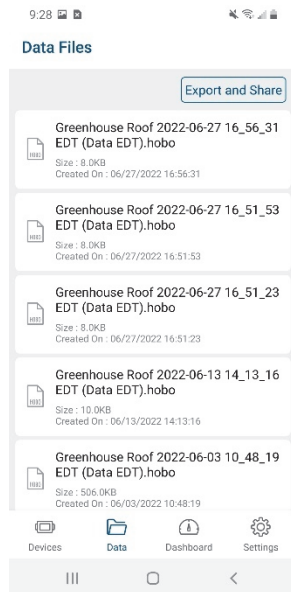 9:28
Data Files
Export and Share
Greenhouse Roof 2022-06-27 16_56_31
EDT (Data EDT).hobo
HOBO
Size : 8.0KB
Created On : 06/27/2022 16:56:31
Greenhouse Roof 2022-06-27 16_51_53
EDT (Data EDT).hobo
HOBO
Size : 8.0KB
Created On : 06/27/2022 16:51:53
Greenhouse Roof 2022-06-27 16_51_23
EDT (Data EDT).hobo
HOBO
Size : 8.0KB
Created On : 06/27/2022 16:51:23
Greenhouse Roof 2022-06-13 14_13_16
EDT (Data EDT).hobo
HOBO
Size : 10.0KB
Created On : 06/13/2022 14:13:16
Greenhouse Roof 2022-06-03 10_48_19
EDT (Data EDT).hobo
HOBO
Size : 506.0KB
Created On : 06/03/2022 10:48:19
Devices Data Dashboard Settings